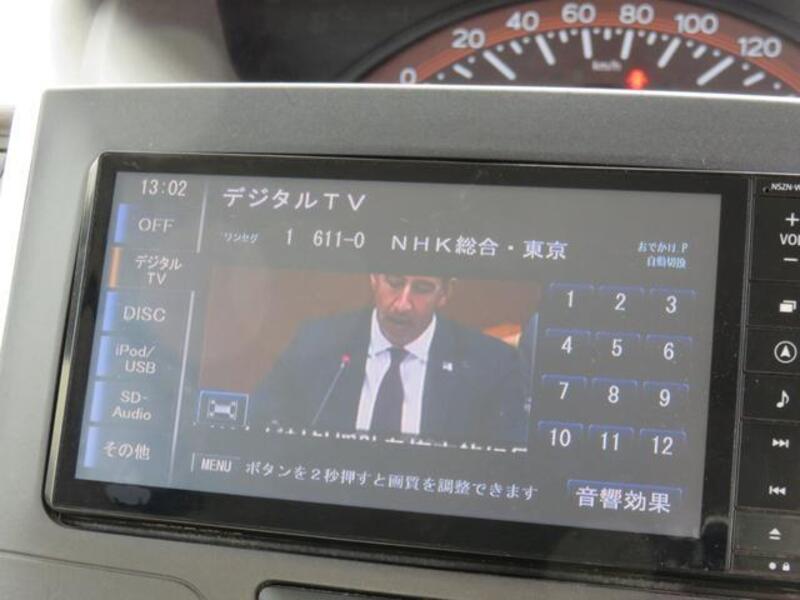 0 20 40 60 80 100 120
km/h
NSZN-W
13:02
デジタルTV
ワンセグ 1 611-0 NHK総合・東京
おでかけ.P
自動切換
OFF
デジタル
TV
DISC
iPod/
USB
SD-
Audio
その他
1 2 3
4 5 6
7 8 9
10 11 12
MENU ボタンを2秒押すと画質を調整できます
音響効果
+
VOL
−